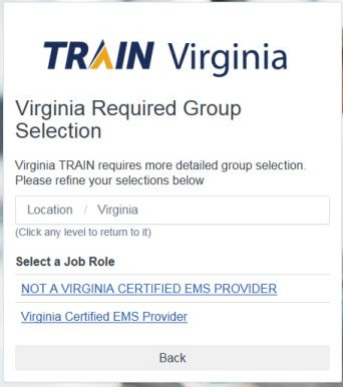 TRAIN Virginia
Virginia Required Group
Selection
Virginia TRAIN requires more detailed group selection.
Please refine your selections below
Location / Virginia
(Click any level to return to it)
Select a Job Role
NOT A VIRGINIA CERTIFIED EMS PROVIDER
Virginia Certified EMS Provider
Back